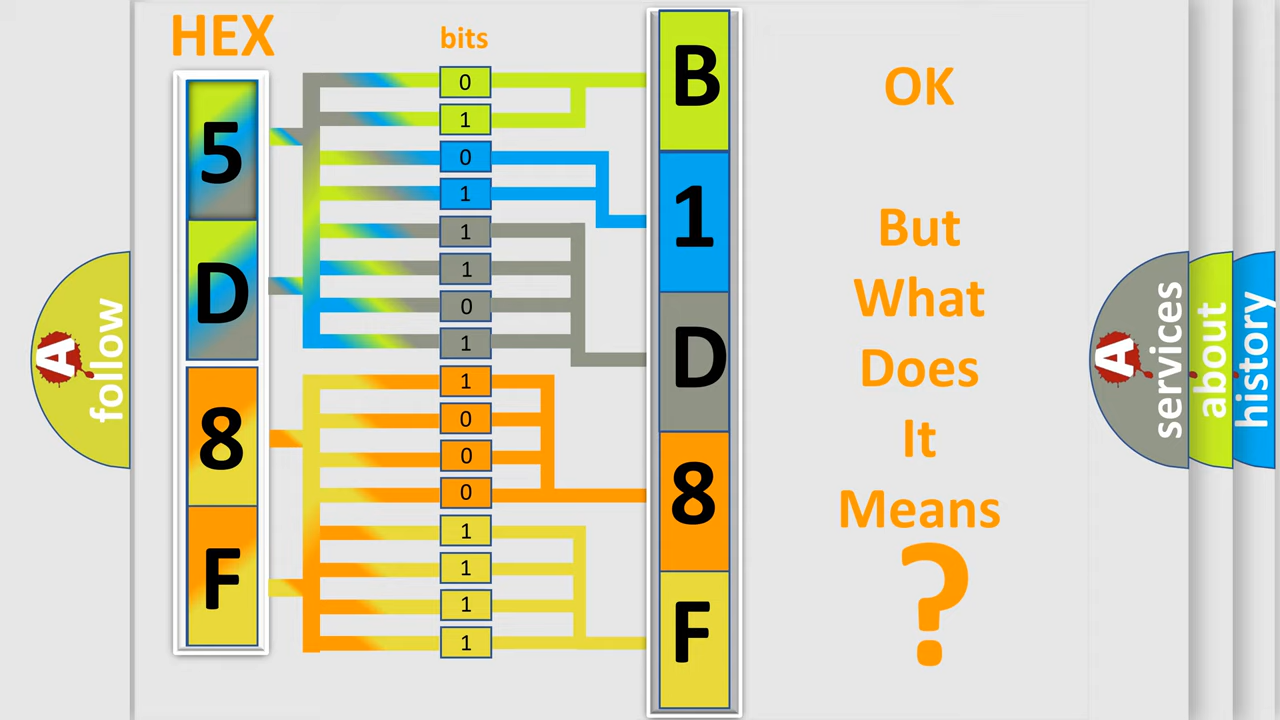 HEX
bits
5
D
8
F
0
1
0
1
1
1
0
1
1
0
0
0
1
1
1
1
B
1
D
8
F
OK
But
What
Does
It
Means
?
A
follow
A
services
about
history